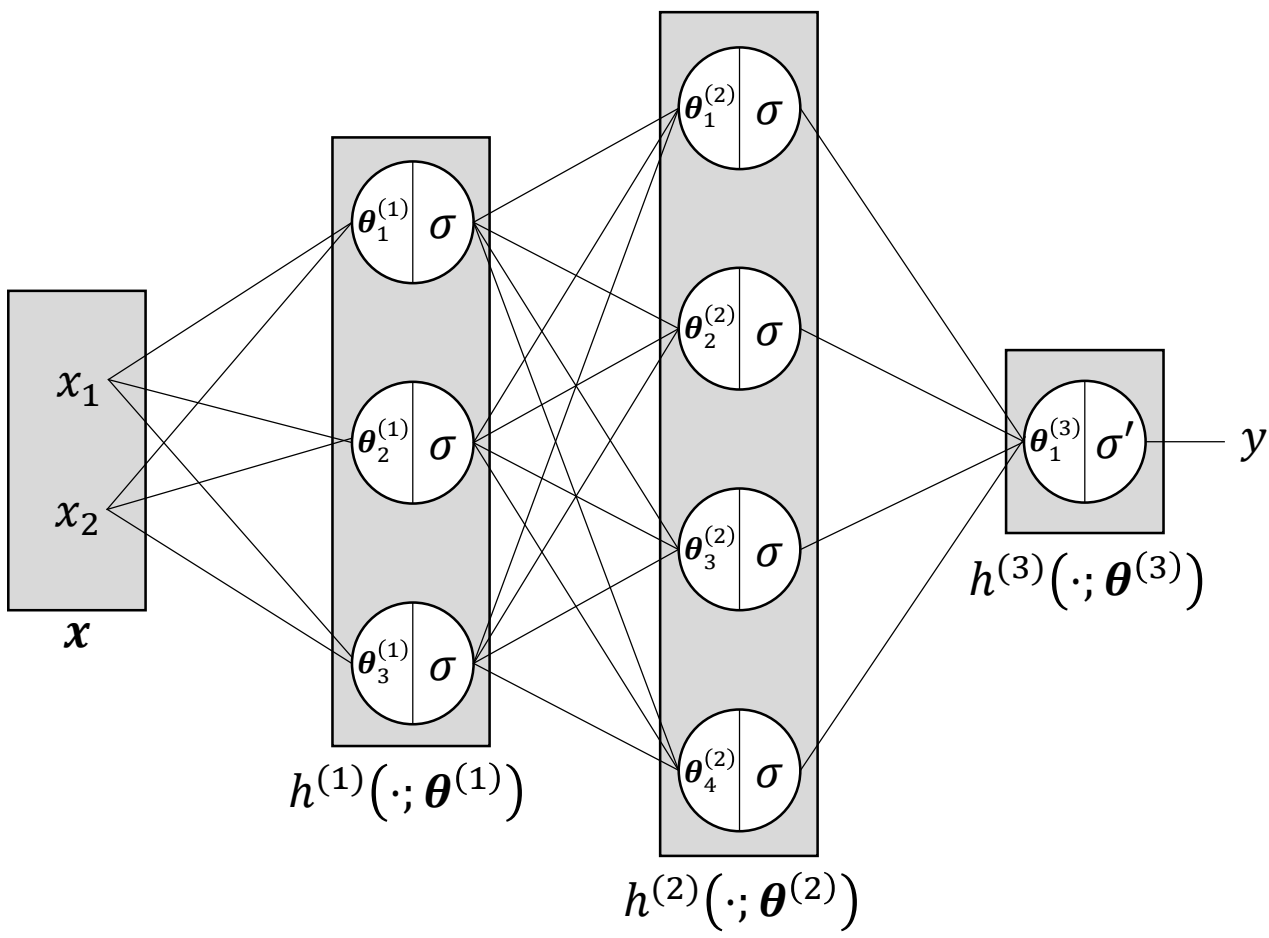 x₁
x₂
𝒙
θ₁⁽¹⁾ σ
θ₂⁽¹⁾ σ
θ₃⁽¹⁾ σ
h⁽¹⁾(·; θ⁽¹⁾)
θ₁⁽²⁾ σ
θ₂⁽²⁾ σ
θ₃⁽²⁾ σ
θ₄⁽²⁾ σ
h⁽²⁾(·; θ⁽²⁾)
θ₁⁽³⁾ σ′
h⁽³⁾(·; θ⁽³⁾)
y